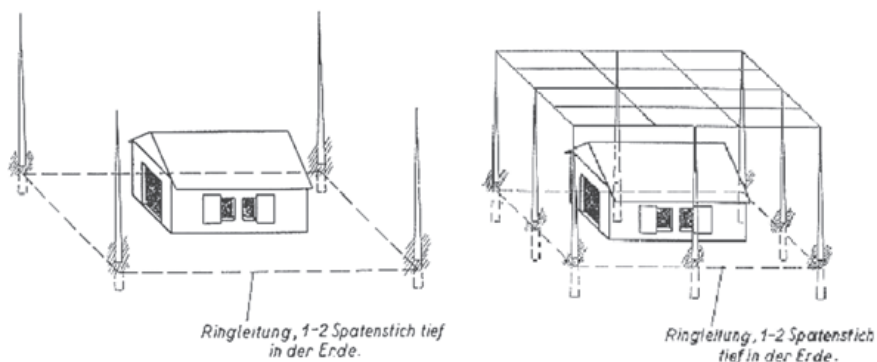 Ringleitung, 1-2 Spatenstich tief
in der Erde.
Ringleitung, 1-2 Spatenstich
tief in der Erde.